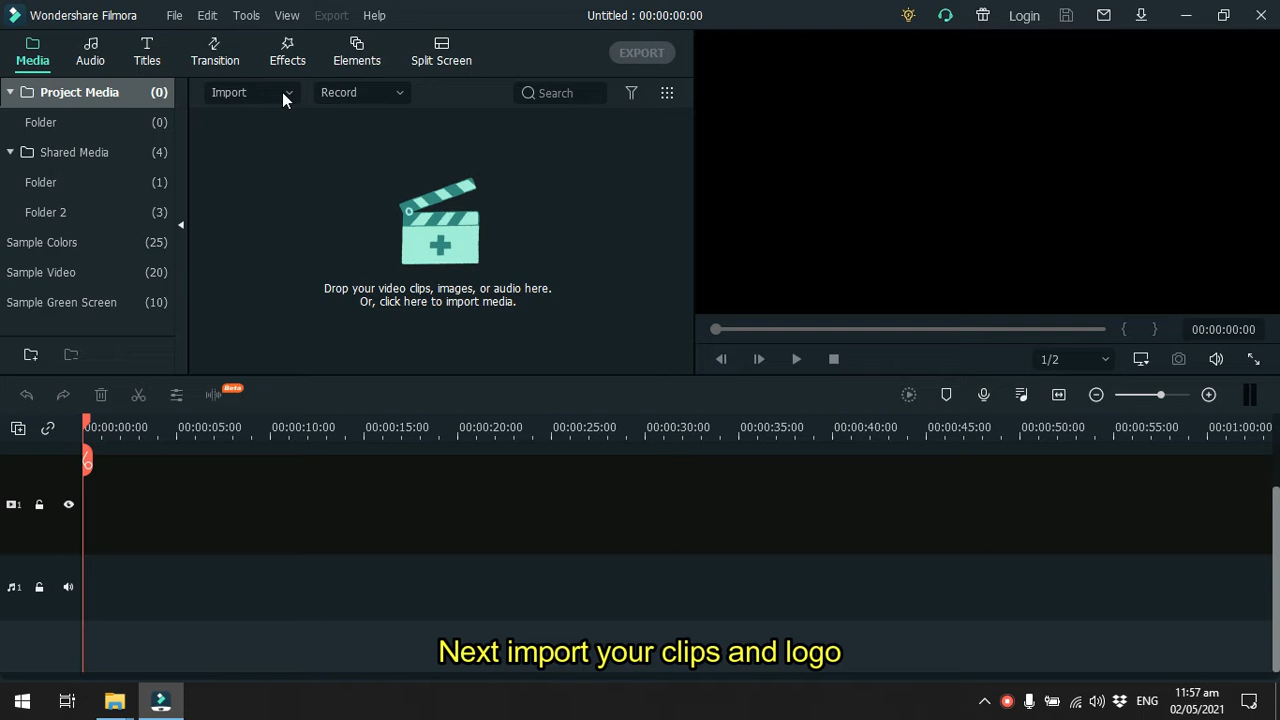 Wondershare Filmora
File
Edit
Tools
View
Export
Help
Untitled : 00:00:00:00
Login
Media
Audio
Titles
Transition
Effects
Elements
Split Screen
EXPORT
Project Media (0)
Folder (0)
Shared Media (4)
Folder (1)
Folder 2 (3)
Sample Colors (25)
Sample Video (20)
Sample Green Screen (10)
Import
Record
Search
Drop your video clips, images, or audio here.
Or, click here to import media.
00:00:00:00
1/2
Beta
00:00:00:00
00:00:05:00
00:00:10:00
00:00:15:00
00:00:20:00
00:00:25:00
00:00:30:00
00:00:35:00
00:00:40:00
00:00:45:00
00:00:50:00
00:00:55:00
00:01:00:00
1
1
Next import your clips and logo
ENG
11:57 am
02/05/2021